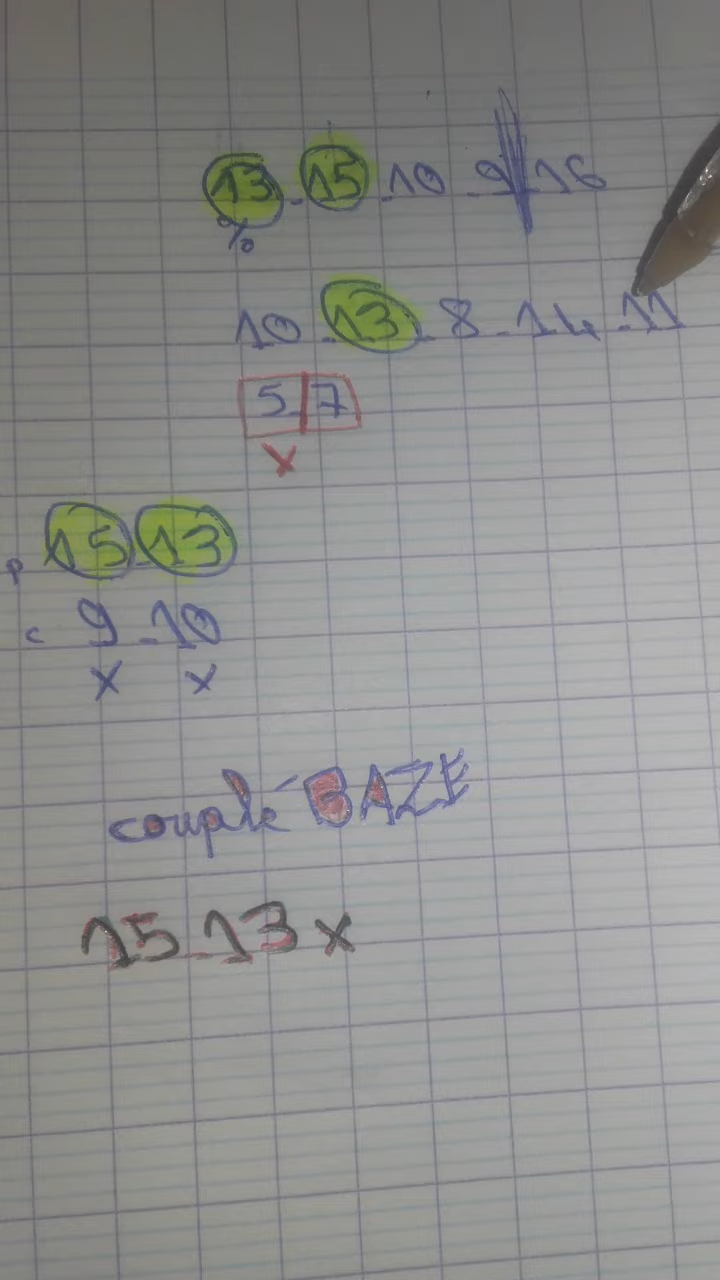 13 - 15 - 10 - 9 16
%
10 - 13 - 8 - 14 - 11
5 7
x
P 15 13
c 9 - 10
x x
couplé BAZE
15 - 13 x